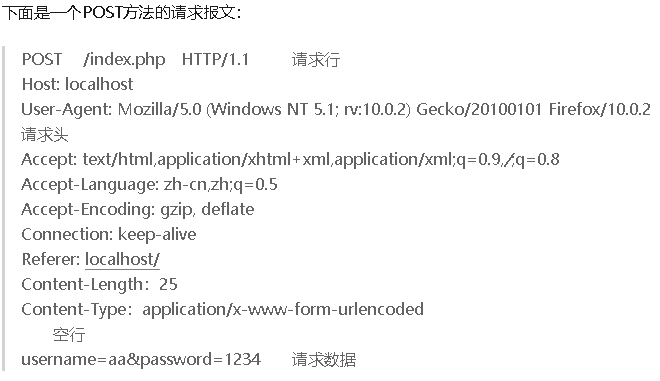 下面是一个POST方法的请求报文：
POST /index.php HTTP/1.1 请求行
Host: localhost
User-Agent: Mozilla/5.0 (Windows NT 5.1; rv:10.0.2) Gecko/20100101 Firefox/10.0.2
请求头
Accept: text/html,application/xhtml+xml,application/xml;q=0.9,/;q=0.8
Accept-Language: zh-cn,zh;q=0.5
Accept-Encoding: gzip, deflate
Connection: keep-alive
Referer: localhost/
Content-Length：25
Content-Type：application/x-www-form-urlencoded
空行
username=aa&password=1234 请求数据